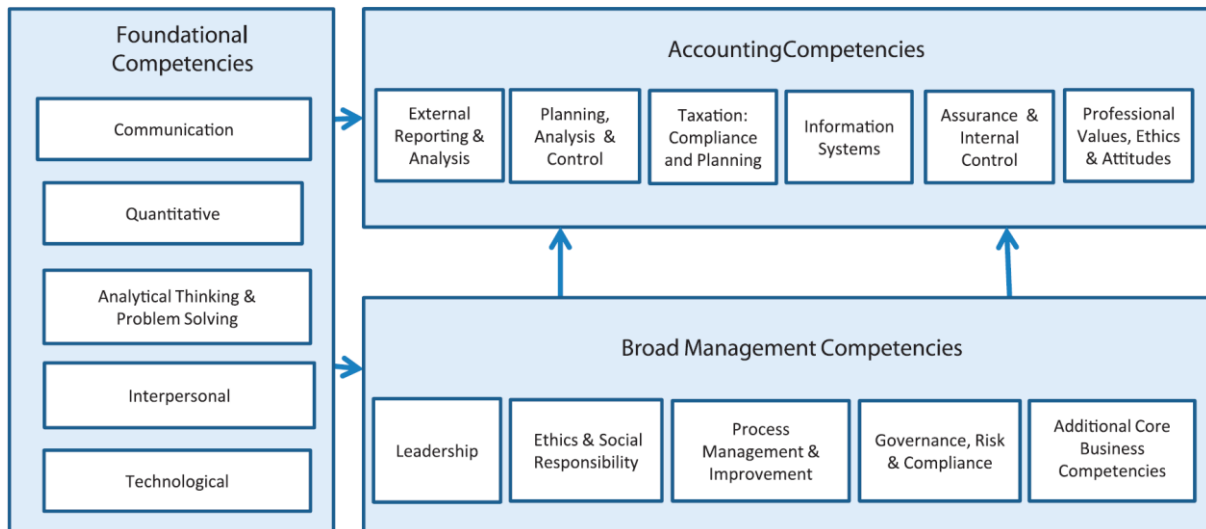 Foundational
Competencies
Communication
Quantitative
Analytical Thinking &
Problem Solving
Interpersonal
Technological
AccountingCompetencies
External
Reporting &
Analysis
Planning,
Analysis &
Control
Taxation:
Compliance
and Planning
Information
Systems
Assurance &
Internal
Control
Professional
Values, Ethics
& Attitudes
Broad Management Competencies
Leadership
Ethics & Social
Responsibility
Process
Management &
Improvement
Governance, Risk
& Compliance
Additional Core
Business
Competencies